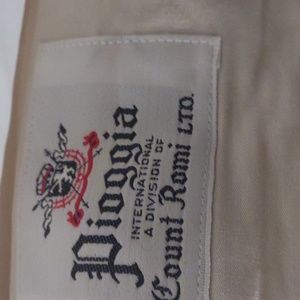 Pioggia
INTERNATIONAL
A DIVISION OF
Count Romi LTD.